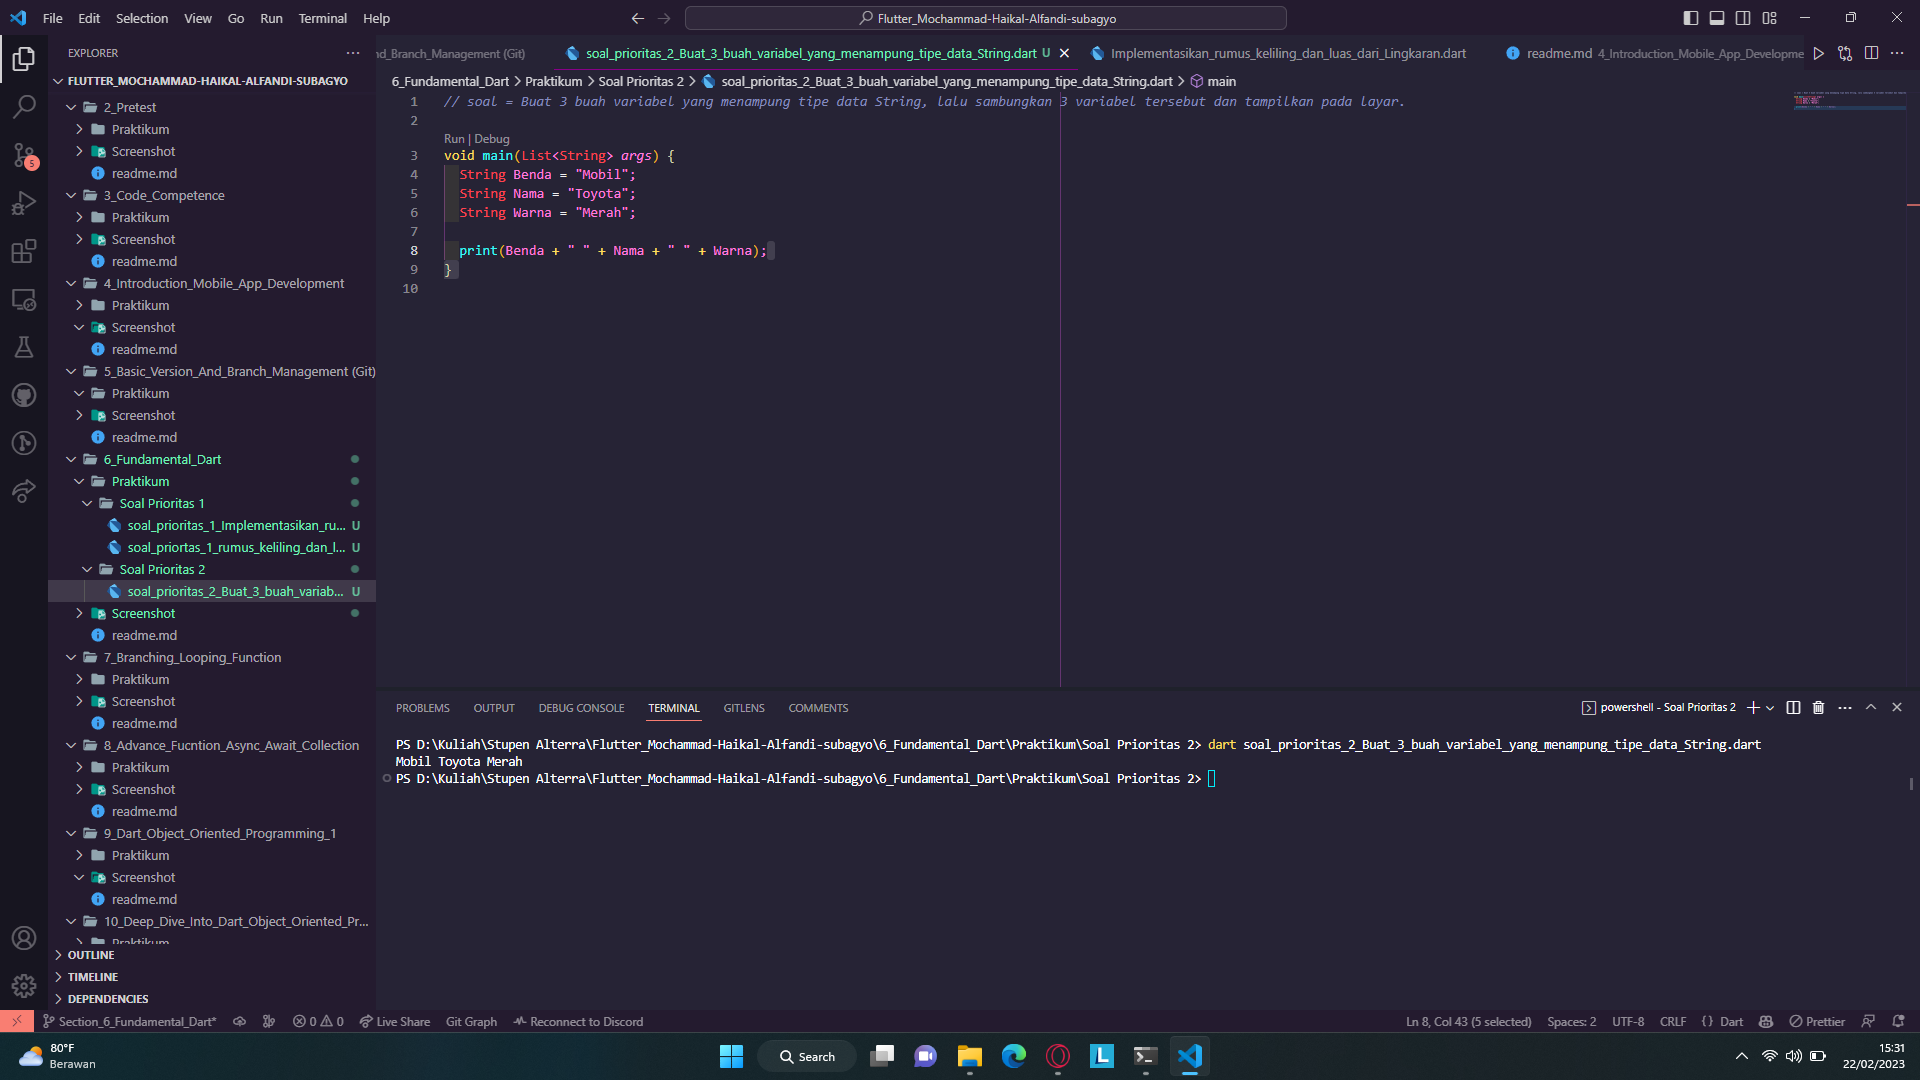 File Edit Selection View Go Run Terminal Help
Flutter_Mochammad-Haikal-Alfandi-subagyo
EXPLORER
FLUTTER_MOCHAMMAD-HAIKAL-ALFANDI-SUBAGYO
2_Pretest
Praktikum
Screenshot
readme.md
3_Code_Competence
Praktikum
Screenshot
readme.md
4_Introduction_Mobile_App_Development
Praktikum
Screenshot
readme.md
5_Basic_Version_And_Branch_Management (Git)
Praktikum
Screenshot
readme.md
6_Fundamental_Dart
Praktikum
Soal Prioritas 1
soal_prioritas_1_Implementasikan_ru... U
soal_priortas_1_rumus_keliling_dan_l... U
Soal Prioritas 2
soal_prioritas_2_Buat_3_buah_variab... U
Screenshot
readme.md
7_Branching_Looping_Function
Praktikum
Screenshot
readme.md
8_Advance_Fucntion_Async_Await_Collection
Praktikum
Screenshot
readme.md
9_Dart_Object_Oriented_Programming_1
Praktikum
Screenshot
readme.md
10_Deep_Dive_Into_Dart_Object_Oriented_Pr...
Praktikum
OUTLINE
TIMELINE
DEPENDENCIES
5
nd_Branch_Management (Git) soal_prioritas_2_Buat_3_buah_variabel_yang_menampung_tipe_data_String.dart U Implementasikan_rumus_keliling_dan_luas_dari_Lingkaran.dart readme.md 4_Introduction_Mobile_App_Developme
6_Fundamental_Dart > Praktikum > Soal Prioritas 2 > soal_prioritas_2_Buat_3_buah_variabel_yang_menampung_tipe_data_String.dart > main
1 // soal = Buat 3 buah variabel yang menampung tipe data String, lalu sambungkan 3 variabel tersebut dan tampilkan pada layar.
2
Run | Debug
3 void main(List<String> args) {
4 String Benda = "Mobil";
5 String Nama = "Toyota";
6 String Warna = "Merah";
7
8 print(Benda + " " + Nama + " " + Warna);
9 }
10
PROBLEMS OUTPUT DEBUG CONSOLE TERMINAL GITLENS COMMENTS
powershell - Soal Prioritas 2
PS D:\Kuliah\Stupen Alterra\Flutter_Mochammad-Haikal-Alfandi-subagyo\6_Fundamental_Dart\Praktikum\Soal Prioritas 2> dart soal_prioritas_2_Buat_3_buah_variabel_yang_menampung_tipe_data_String.dart
Mobil Toyota Merah
PS D:\Kuliah\Stupen Alterra\Flutter_Mochammad-Haikal-Alfandi-subagyo\6_Fundamental_Dart\Praktikum\Soal Prioritas 2>
Section_6_Fundamental_Dart* 0 0 Live Share Git Graph Reconnect to Discord
Ln 8, Col 43 (5 selected) Spaces: 2 UTF-8 CRLF {} Dart Prettier
80°F
Berawan
Search
L
15:31
22/02/2023